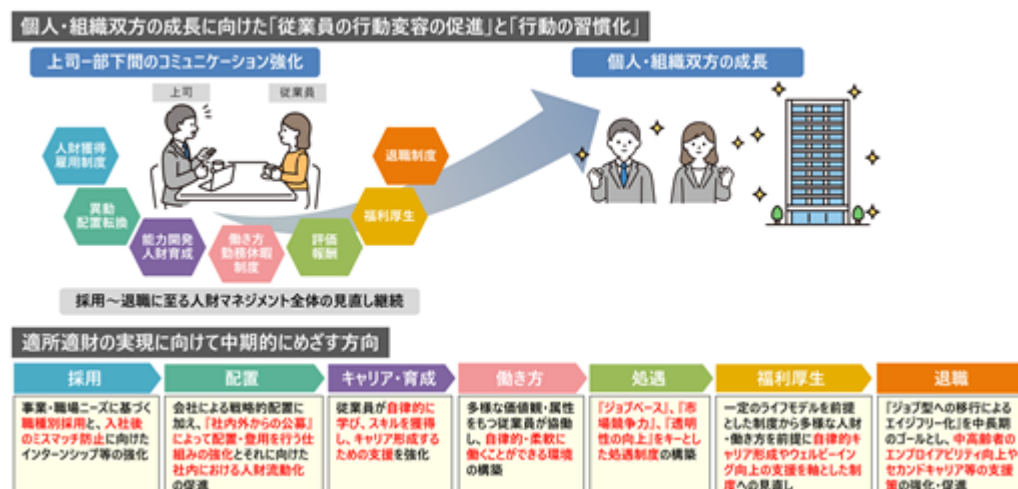 個人・組織双方の成長に向けた「従業員の行動変容の促進」と「行動の習慣化」
上司ー部下間のコミュニケーション強化
個人・組織双方の成長
上司
従業員
人財獲得
雇用制度
異動
配置転換
能力開発
人財育成
働き方
勤務休暇
制度
評価
報酬
福利厚生
退職制度
採用～退職に至る人財マネジメント全体の見直し継続
適所適財の実現に向けて中期的にめざす方向
採用
事業・職場ニーズに基づく
職種別採用と、入社後
のミスマッチ防止に向けた
インターンシップ等の強化
配置
会社による戦略的配置に
加え、『社内外からの公募』
によって配置・登用を行う仕
組みの強化とそれに向けた
社内における人財流動化
の促進
キャリア・育成
従業員が自律的に
学び、スキルを獲得
し、キャリア形成する
ための支援を強化
働き方
多様な価値観・属性
をもつ従業員が協働
し、自律的・柔軟に
働くことができる環境
の構築
処遇
『ジョブベース』、『市
場競争力』、『透明
性の向上』をキーとし
た処遇制度の構築
福利厚生
一定のライフモデルを前提
とした制度から多様な人財
・働き方を前提に自律的キ
ャリア形成やウェルビーイン
グ向上の支援を軸とした制
度への見直し
退職
『ジョブ型への移行による
エイジフリー化』を中長期
のゴールとし、中高齢者の
エンプロイアビリティ向上や
セカンドキャリア等の支援
策の強化・促進